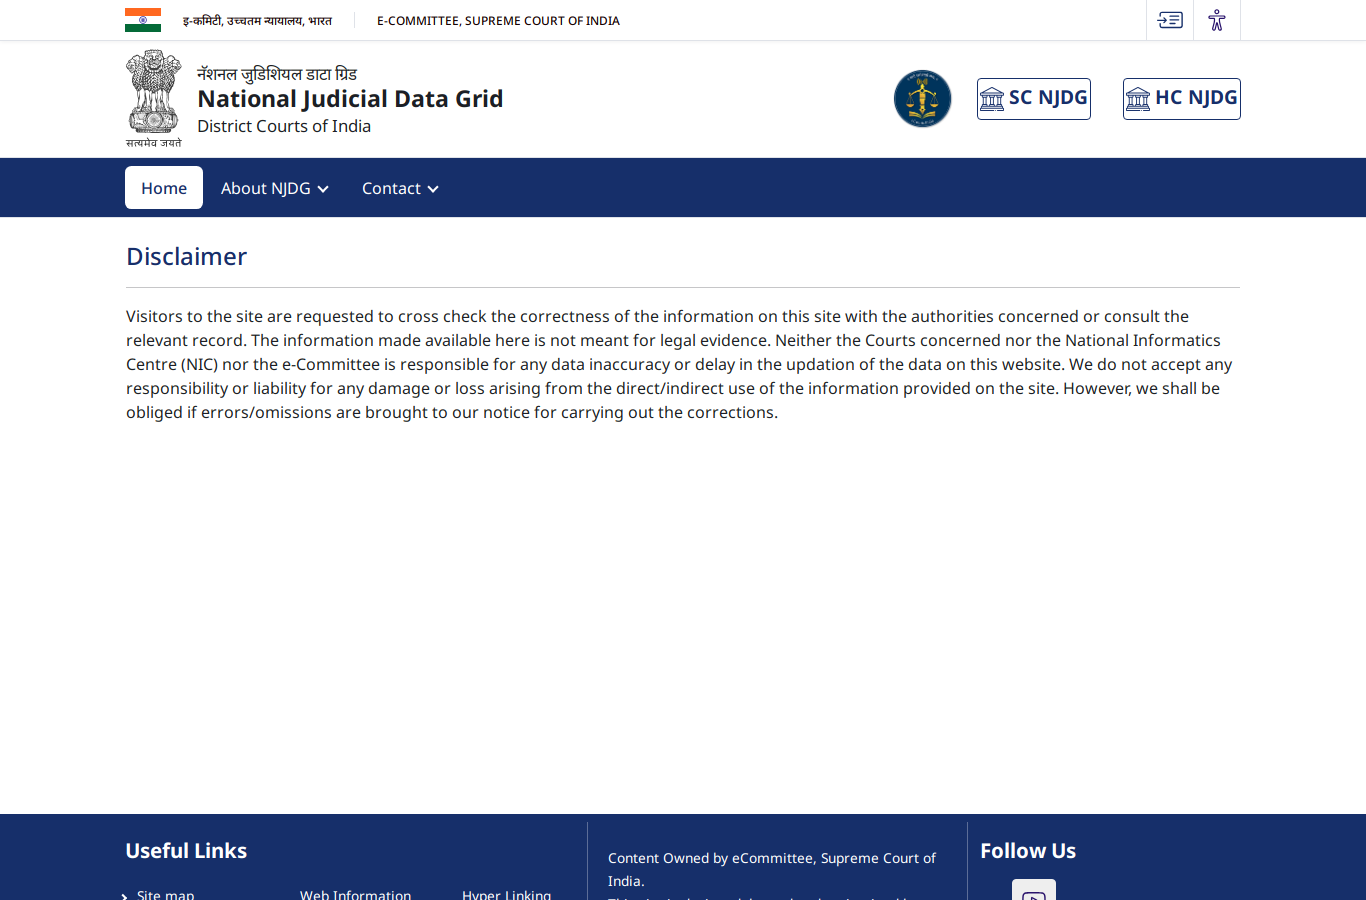 इ-कमिटी, उच्चतम न्यायालय, भारत
E-COMMITTEE, SUPREME COURT OF INDIA
नॅशनल जुडिशियल डाटा ग्रिड
National Judicial Data Grid
District Courts of India
सत्यमेव जयते
SC NJDG
HC NJDG
Home
About NJDG
Contact
Disclaimer
Visitors to the site are requested to cross check the correctness of the information on this site with the authorities concerned or consult the
relevant record. The information made available here is not meant for legal evidence. Neither the Courts concerned nor the National Informatics
Centre (NIC) nor the e-Committee is responsible for any data inaccuracy or delay in the updation of the data on this website. We do not accept any
responsibility or liability for any damage or loss arising from the direct/indirect use of the information provided on the site. However, we shall be
obliged if errors/omissions are brought to our notice for carrying out the corrections.
Useful Links
Site map
Web Information
Hyper Linking
Content Owned by eCommittee, Supreme Court of
India.
Follow Us